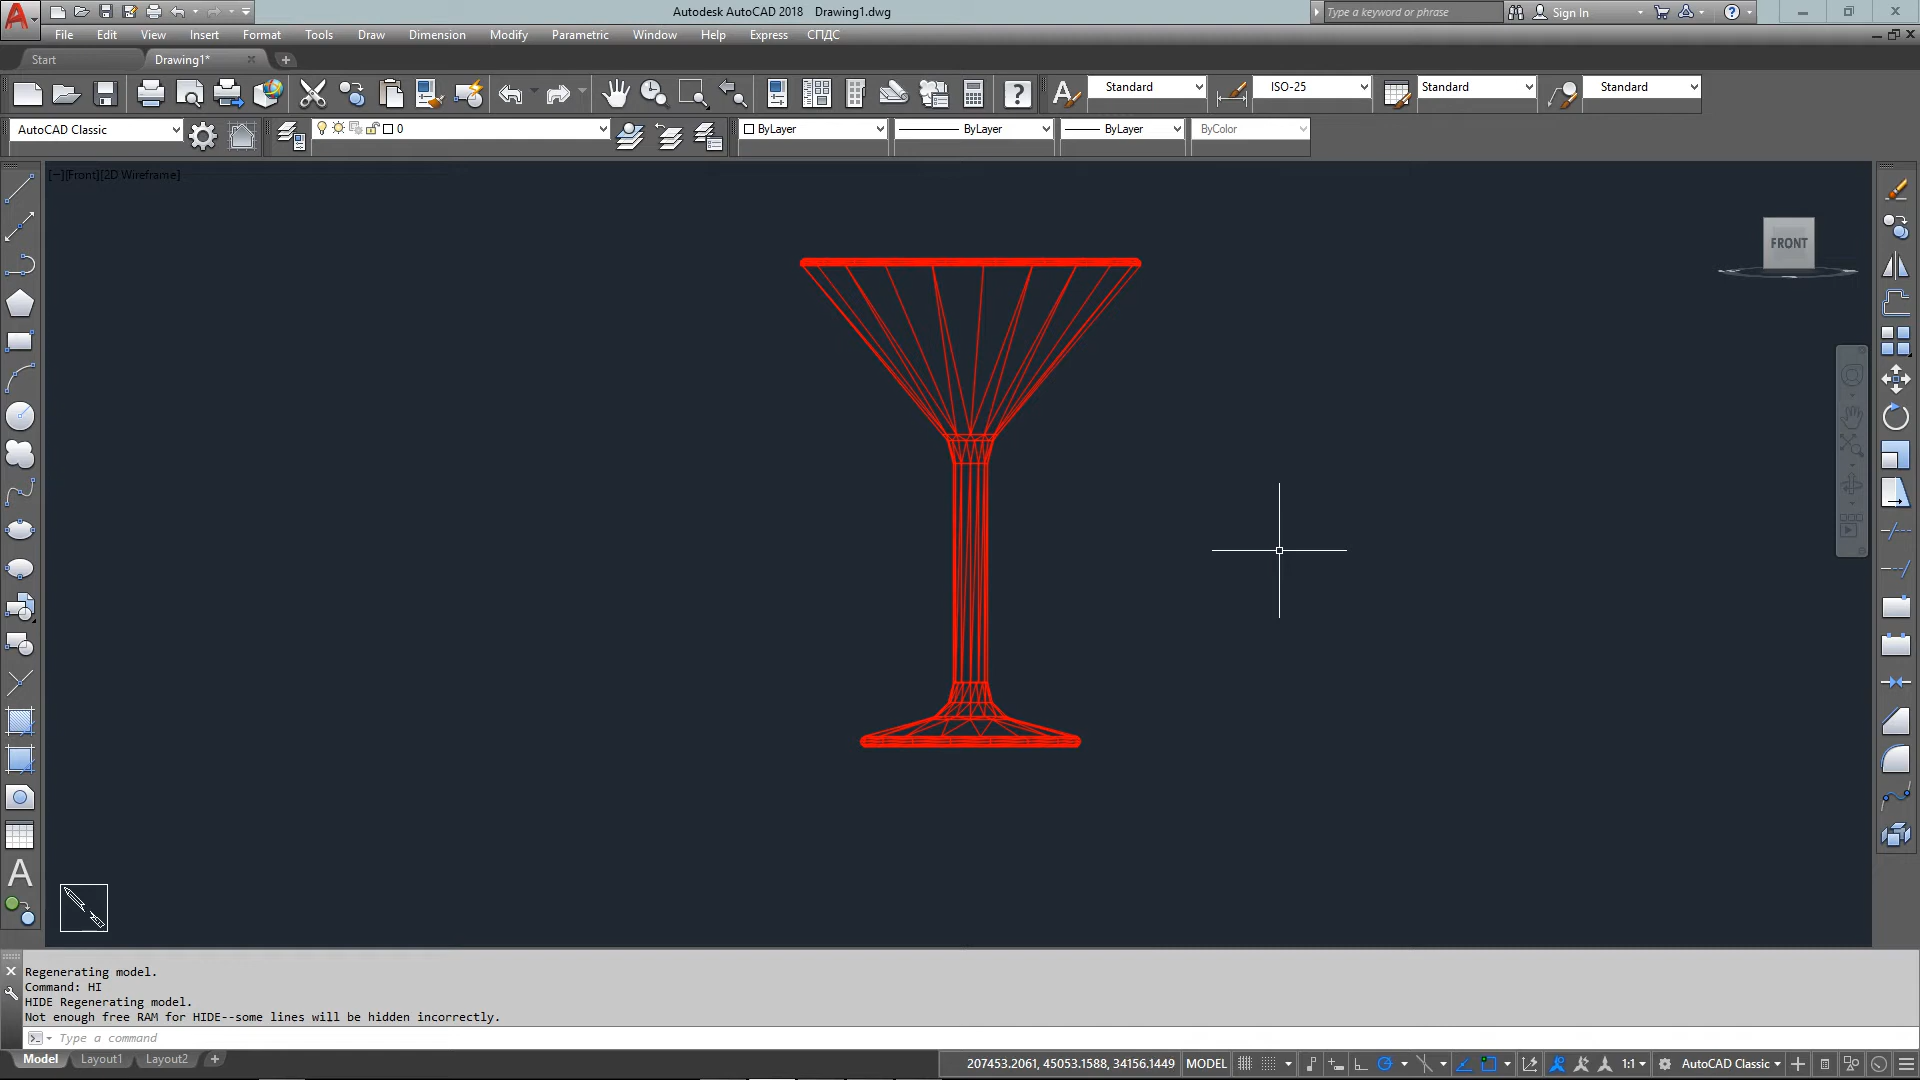 Autodesk AutoCAD 2018 Drawing1.dwg
Type a keyword or phrase
Sign In
File Edit View Insert Format Tools Draw Dimension Modify Parametric Window Help Express СПДС
Start Drawing1*
Standard ISO-25 Standard Standard
AutoCAD Classic 0 ByLayer ByLayer ByLayer ByColor
[−][Front][2D Wireframe]
FRONT
Regenerating model.
Command: HI
HIDE Regenerating model.
Not enough free RAM for HIDE--some lines will be hidden incorrectly.
Type a command
Model Layout1 Layout2
207453.2061, 45053.1588, 34156.1449 MODEL 1:1 AutoCAD Classic